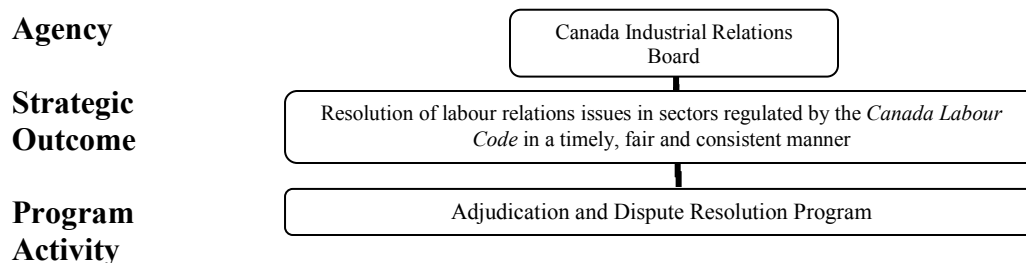 Agency
Canada Industrial Relations
Board
Strategic
Outcome
Resolution of labour relations issues in sectors regulated by the Canada Labour
Code in a timely, fair and consistent manner
Program
Activity
Adjudication and Dispute Resolution Program